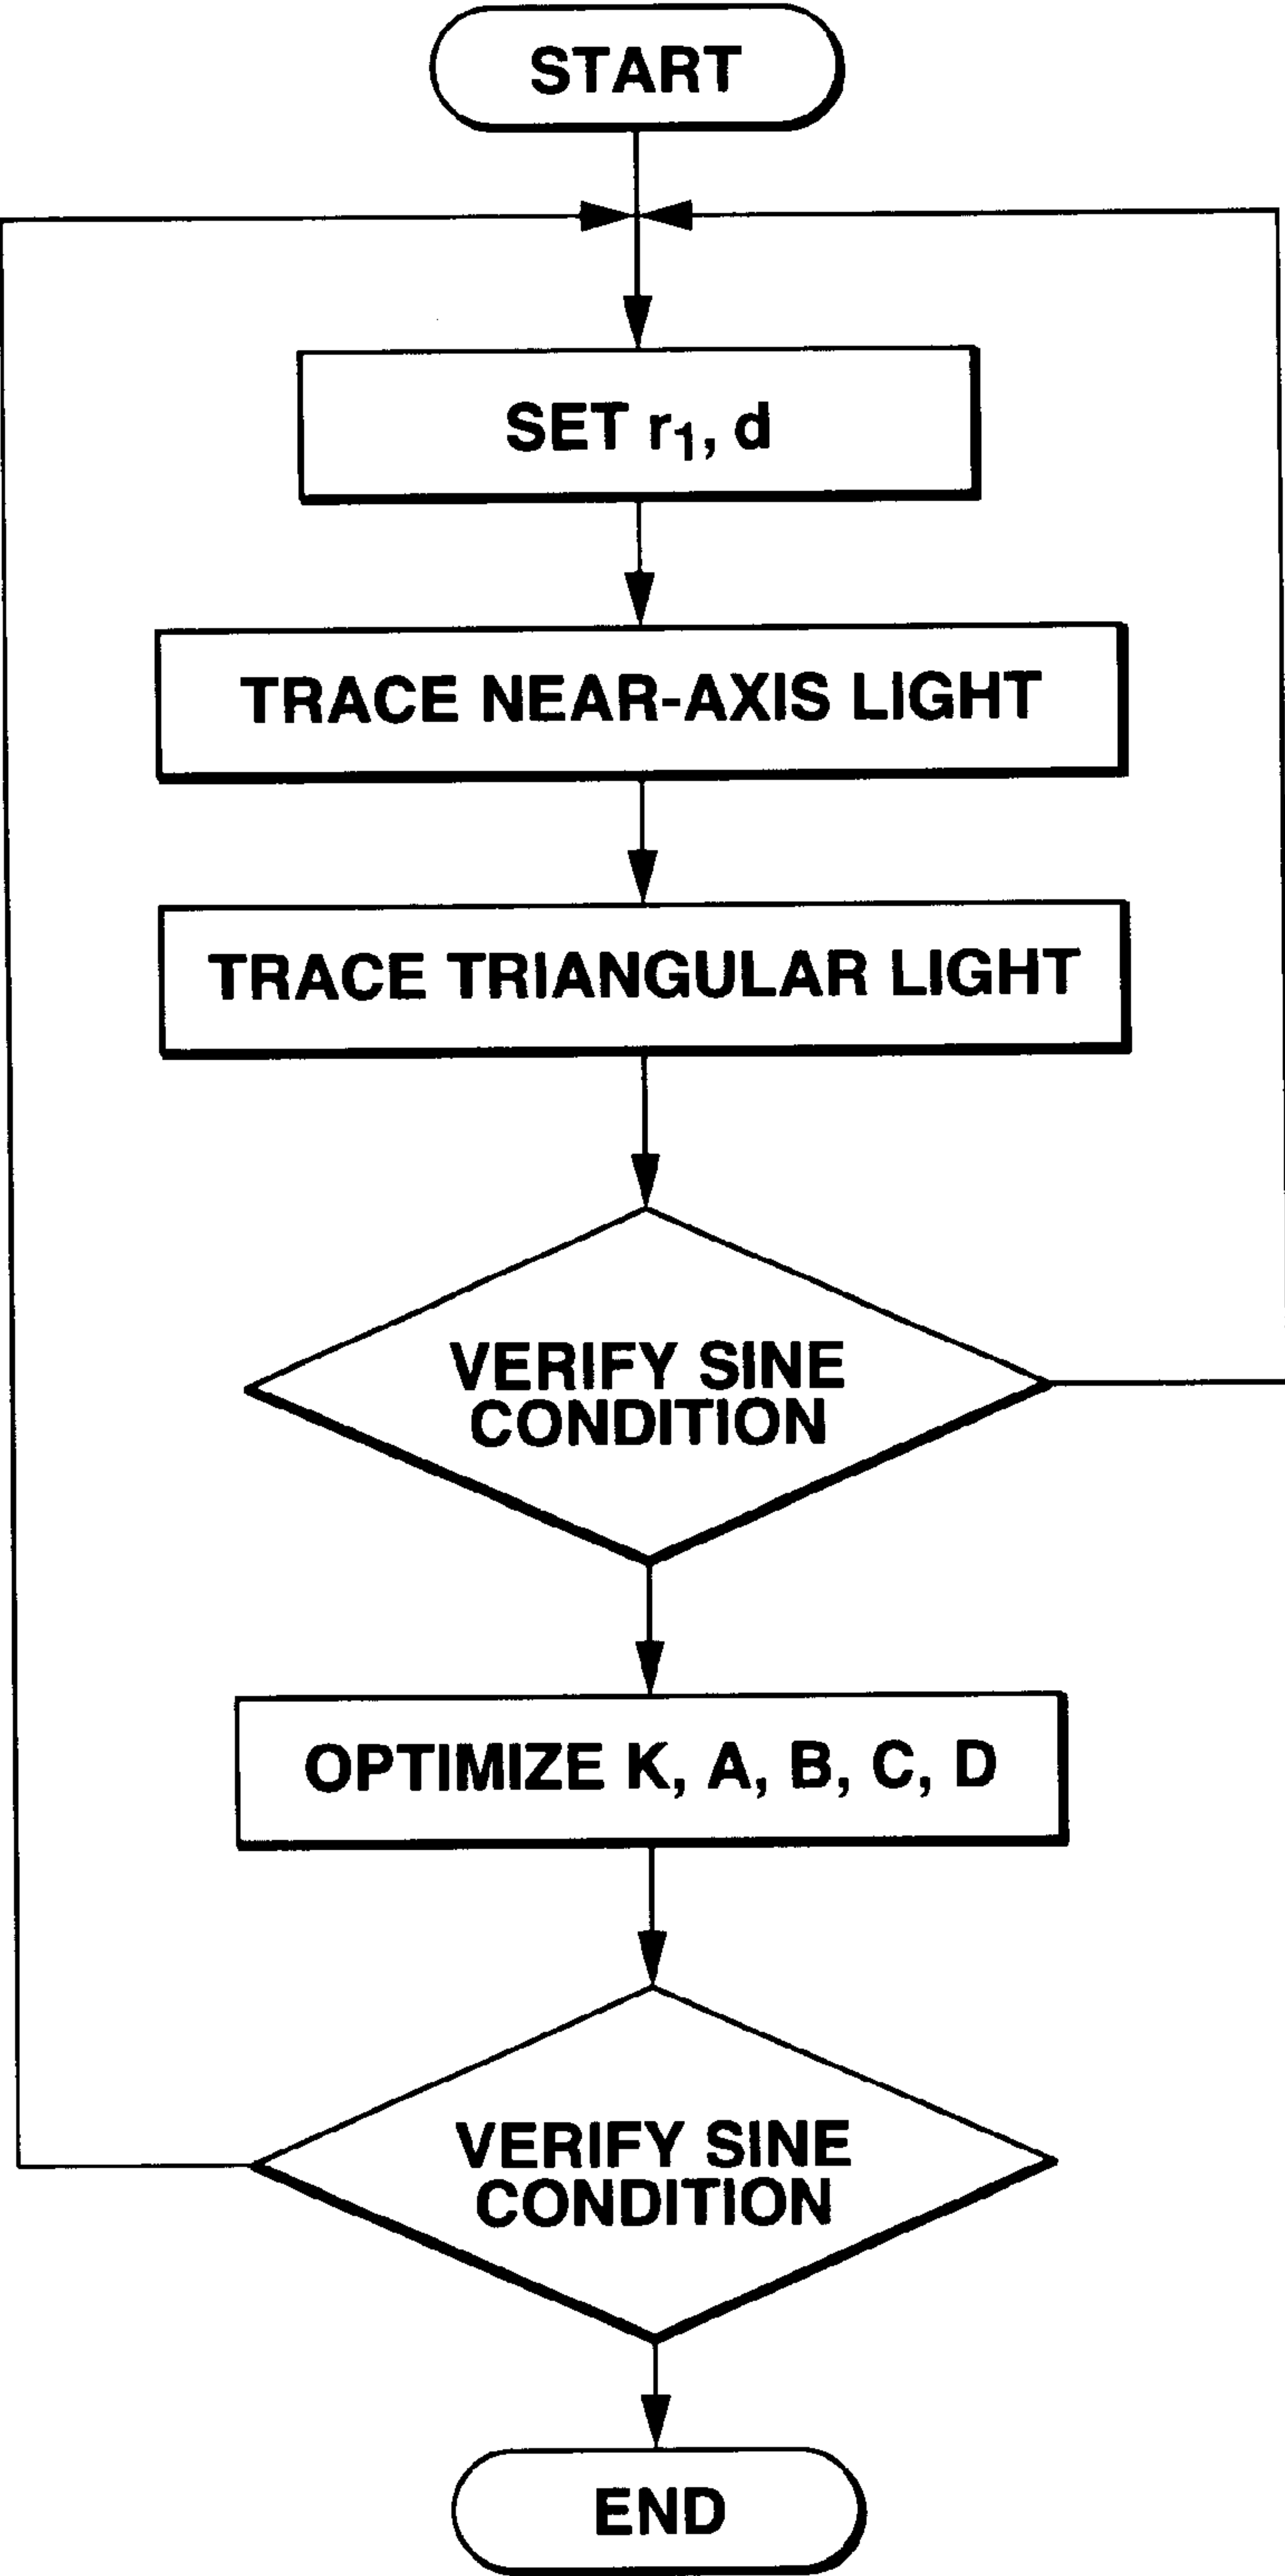 START
SET r₁, d
TRACE NEAR-AXIS LIGHT
TRACE TRIANGULAR LIGHT
VERIFY SINE
CONDITION
OPTIMIZE K, A, B, C, D
VERIFY SINE
CONDITION
END